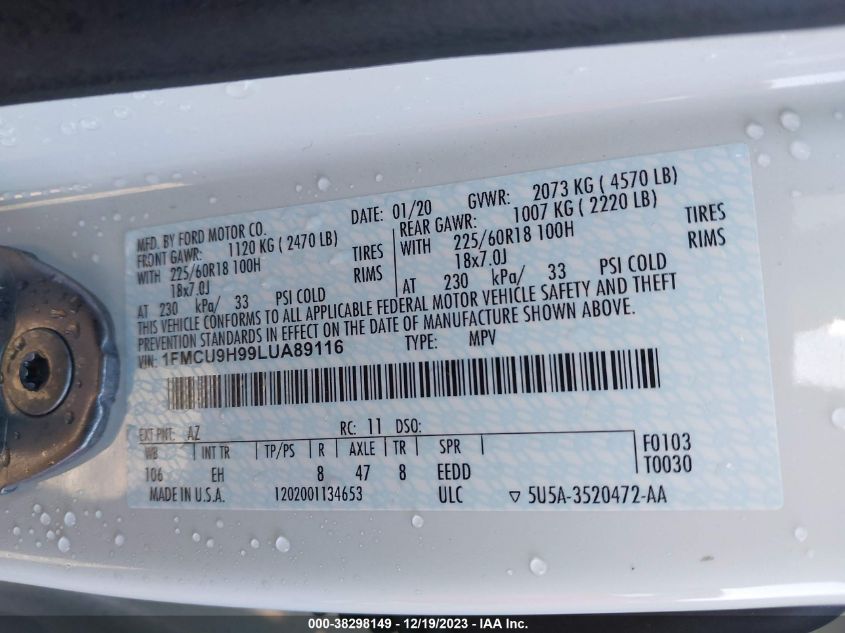 MFD. BY FORD MOTOR CO.
DATE: 01/20 GVWR: 2073 KG ( 4570 LB)
FRONT GAWR: 1120 KG ( 2470 LB) REAR GAWR: 1007 KG ( 2220 LB)
WITH 225/60R18 100H TIRES WITH 225/60R18 100H TIRES
18x7.0J RIMS 18x7.0J RIMS
AT 230 kPa/ 33 PSI COLD AT 230 kPa/ 33 PSI COLD
THIS VEHICLE CONFORMS TO ALL APPLICABLE FEDERAL MOTOR VEHICLE SAFETY AND THEFT
PREVENTION STANDARDS IN EFFECT ON THE DATE OF MANUFACTURE SHOWN ABOVE.
VIN: 1FMCU9H99LUA89116 TYPE: MPV
EXT PNT: AZ RC: 11 DSO:
WB INT TR TP/PS R AXLE TR SPR
106 EH 8 47 8 EEDD
F0103
T0030
MADE IN U.S.A. 1202001134653 ULC ▽ 5U5A-3520472-AA
000-38298149 - 12/19/2023 - IAA Inc.